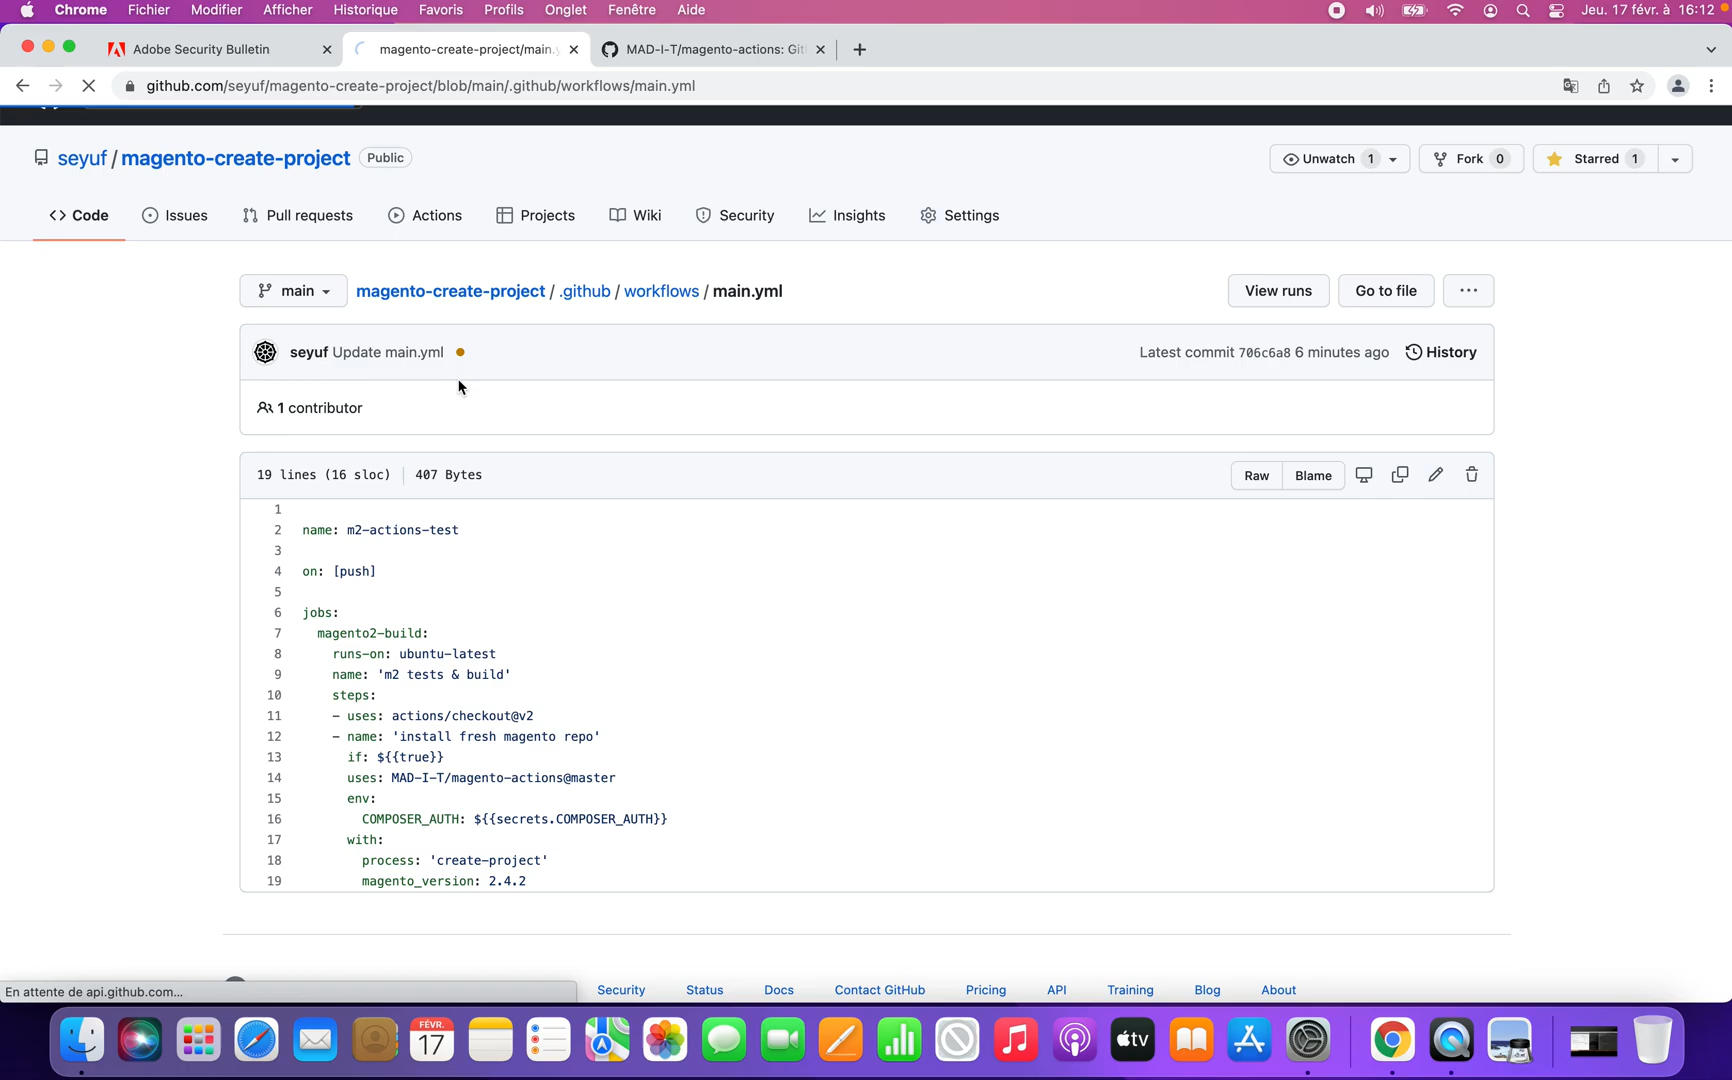 Chrome Fichier Modifier Afficher Historique Favoris Profils Onglet Fenêtre Aide Jeu. 17 févr. à 16:12
Adobe Security Bulletin magento-create-project/main.y MAD-I-T/magento-actions: Git
github.com/seyuf/magento-create-project/blob/main/.github/workflows/main.yml
seyuf / magento-create-project Public Unwatch 1 Fork 0 Starred 1
Code Issues Pull requests Actions Projects Wiki Security Insights Settings
main magento-create-project / .github / workflows / main.yml View runs Go to file ...
seyuf Update main.yml Latest commit 706c6a8 6 minutes ago History
1 contributor
19 lines (16 sloc) 407 Bytes Raw Blame
1
2 name: m2-actions-test
3
4 on: [push]
5
6 jobs:
7 magento2-build:
8 runs-on: ubuntu-latest
9 name: 'm2 tests & build'
10 steps:
11 - uses: actions/checkout@v2
12 - name: 'install fresh magento repo'
13 if: ${{true}}
14 uses: MAD-I-T/magento-actions@master
15 env:
16 COMPOSER_AUTH: ${{secrets.COMPOSER_AUTH}}
17 with:
18 process: 'create-project'
19 magento_version: 2.4.2
En attente de api.github.com... Security Status Docs Contact GitHub Pricing API Training Blog About
FÉVR.
17
tv